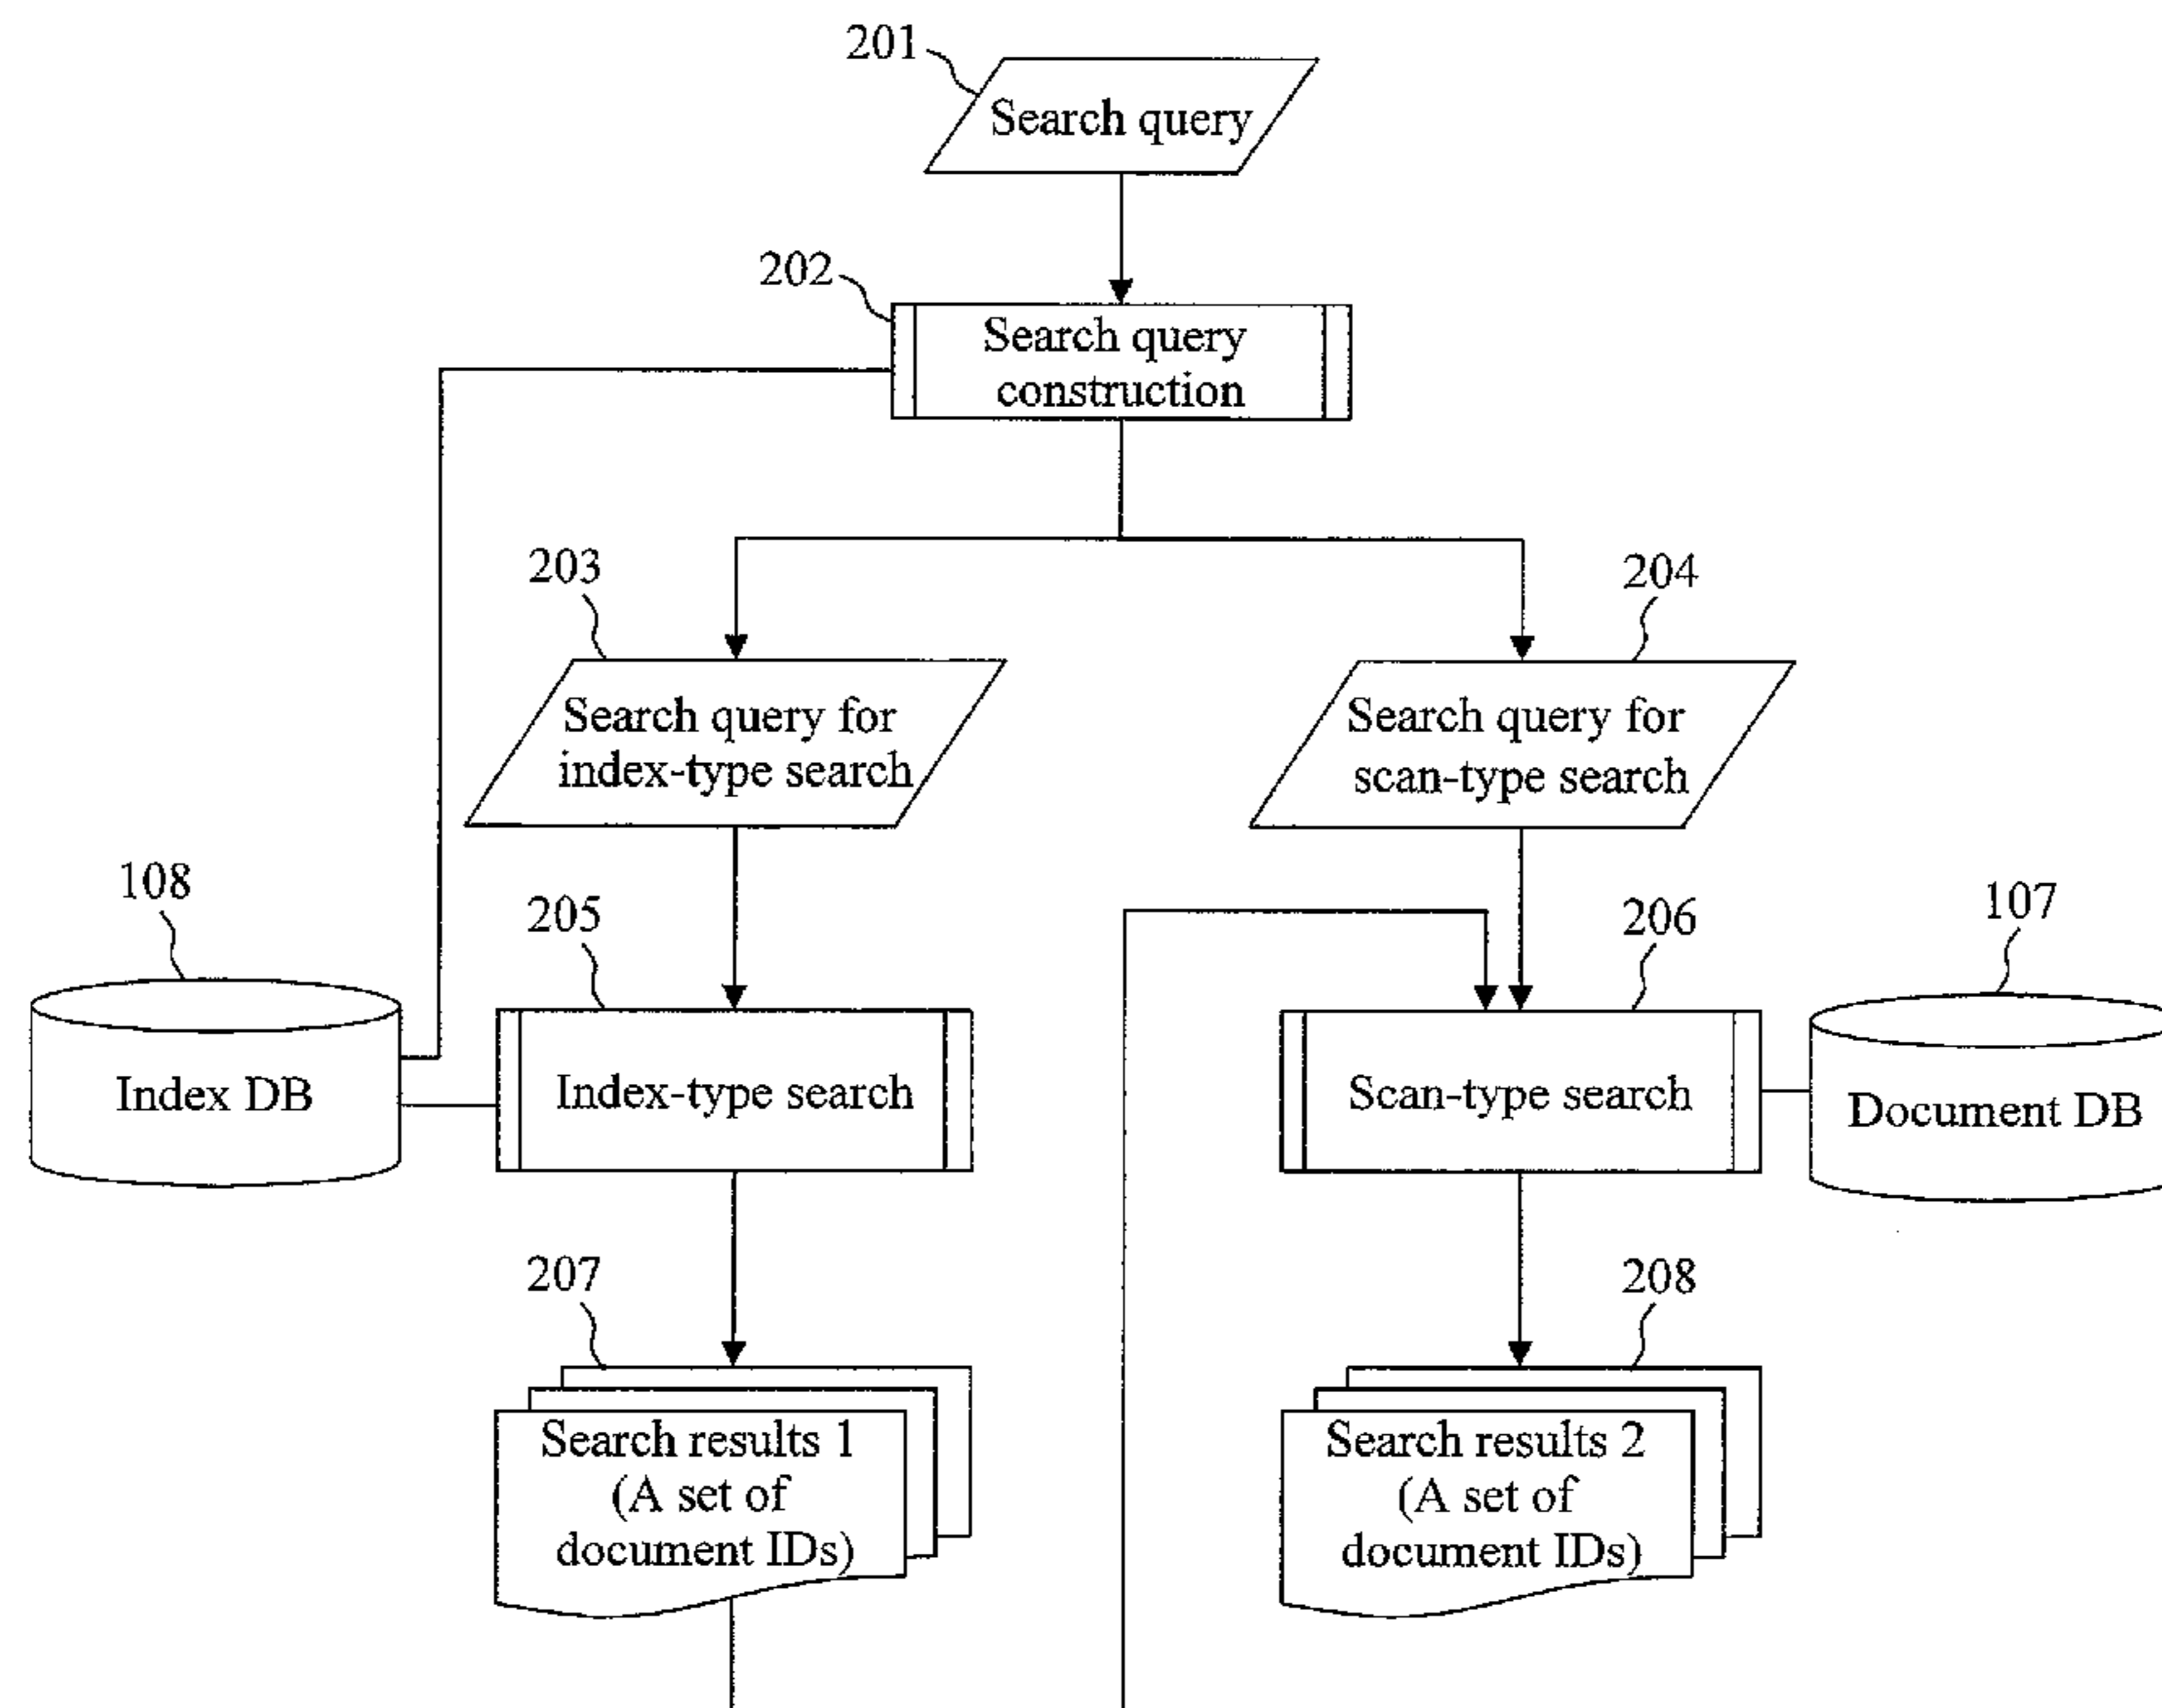 201
Search query
202
Search query
construction
203
204
Search query for
index-type search
Search query for
scan-type search
108
205
206
107
Index DB
Index-type search
Scan-type search
Document DB
207
208
Search results 1
(A set of
document IDs)
Search results 2
(A set of
document IDs)